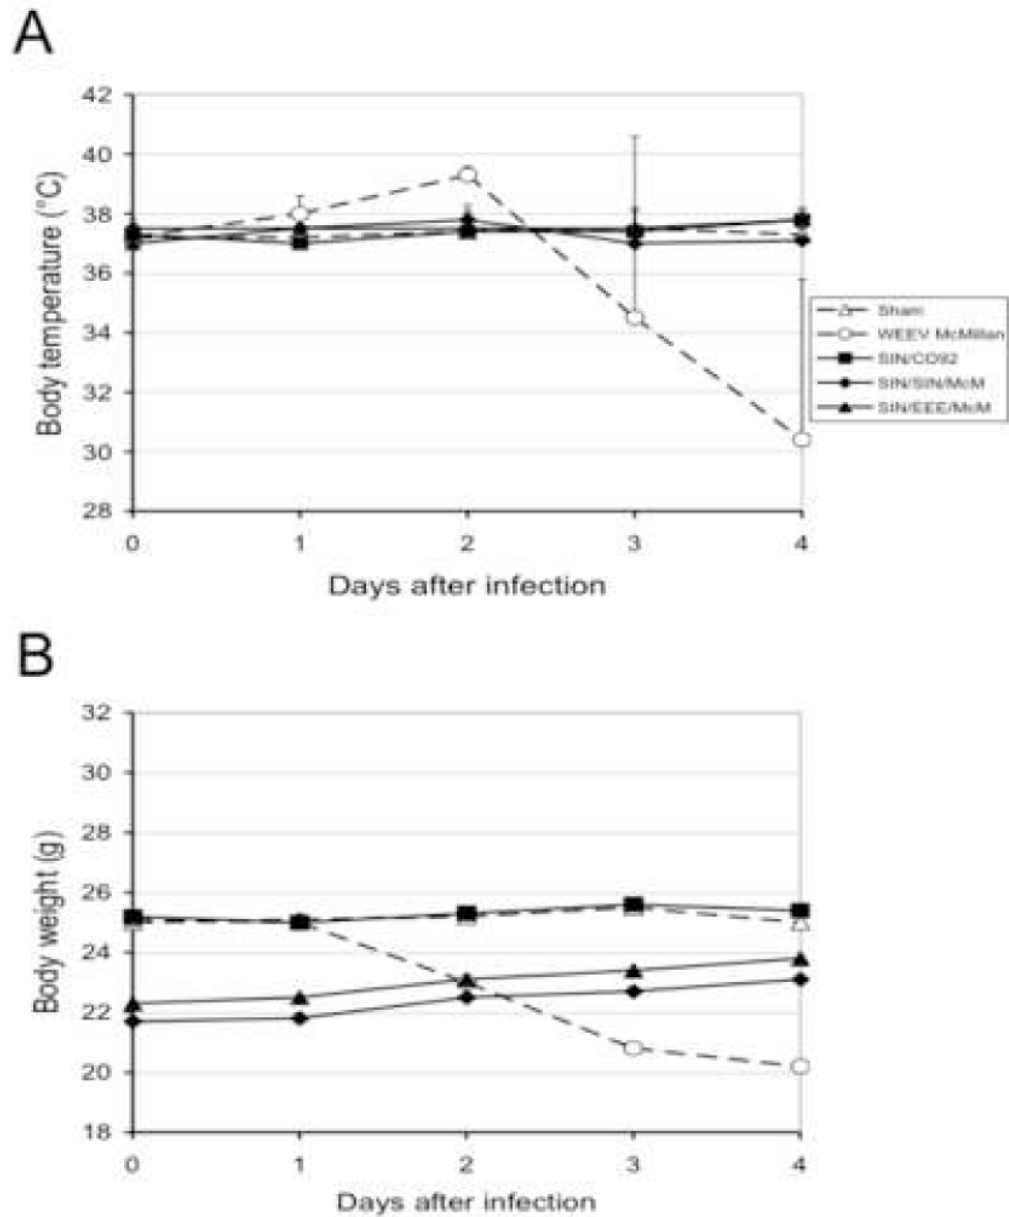 A
42
40
38
36
34
32
30
28
Body temperature (°C)
0 1 2 3 4
Days after infection
Sham
WEEV McMillan
SIN/CO92
SIN/SIN/McM
SIN/EEE/McM
B
32
30
28
26
24
22
20
18
Body weight (g)
0 1 2 3 4
Days after infection